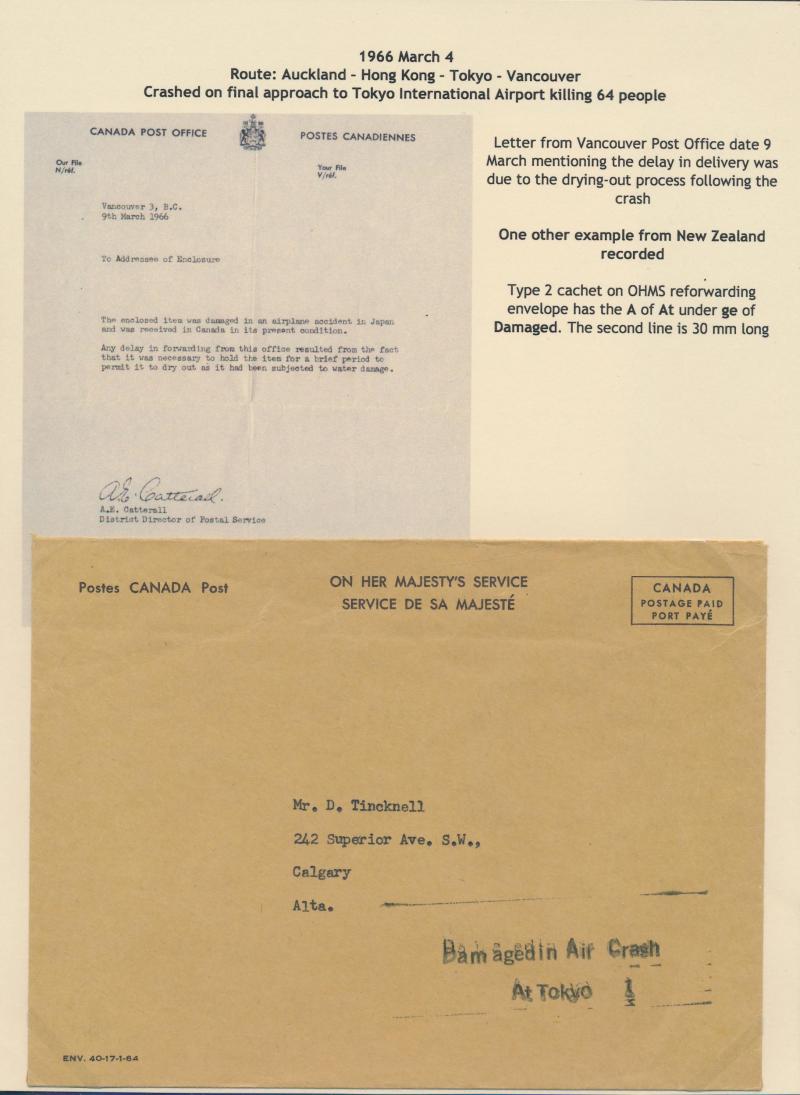 1966 March 4
Route: Auckland - Hong Kong - Tokyo - Vancouver
Crashed on final approach to Tokyo International Airport killing 64 people
CANADA POST OFFICE
POSTES CANADIENNES
Our File
N/réf.
Your File
V/réf.
Vancouver 3, B.C.
9th March 1966
To Addressee of Enclosure
The enclosed item was damaged in an airplane accident in Japan
and was received in Canada in its present condition.
Any delay in forwarding from this office resulted from the fact
that it was necessary to hold the item for a brief period to
permit it to dry out as it had been subjected to water damage.
A.E. Catterall.
A.E. Catterall
District Director of Postal Service
Letter from Vancouver Post Office date 9
March mentioning the delay in delivery was
due to the drying-out process following the
crash
One other example from New Zealand
recorded
Type 2 cachet on OHMS reforwarding
envelope has the A of At under ge of
Damaged. The second line is 30 mm long
Postes CANADA Post
ON HER MAJESTY'S SERVICE
SERVICE DE SA MAJESTÉ
CANADA
POSTAGE PAID
PORT PAYÉ
Mr. D. Tincknell
242 Superior Ave. S.W.,
Calgary
Alta.
Damaged in Air Crash
At Tokyo
ENV. 40-17-1-64